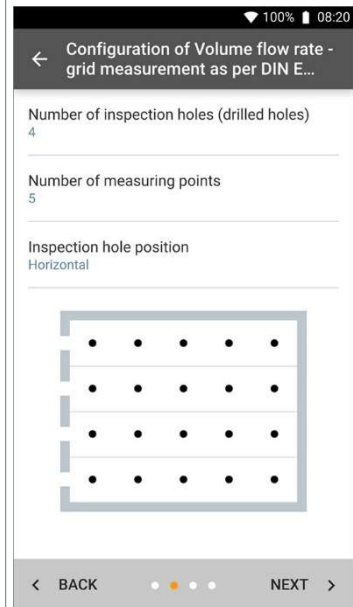 100% 08:20
Configuration of Volume flow rate -
grid measurement as per DIN E...
Number of inspection holes (drilled holes)
4
Number of measuring points
5
Inspection hole position
Horizontal
BACK NEXT